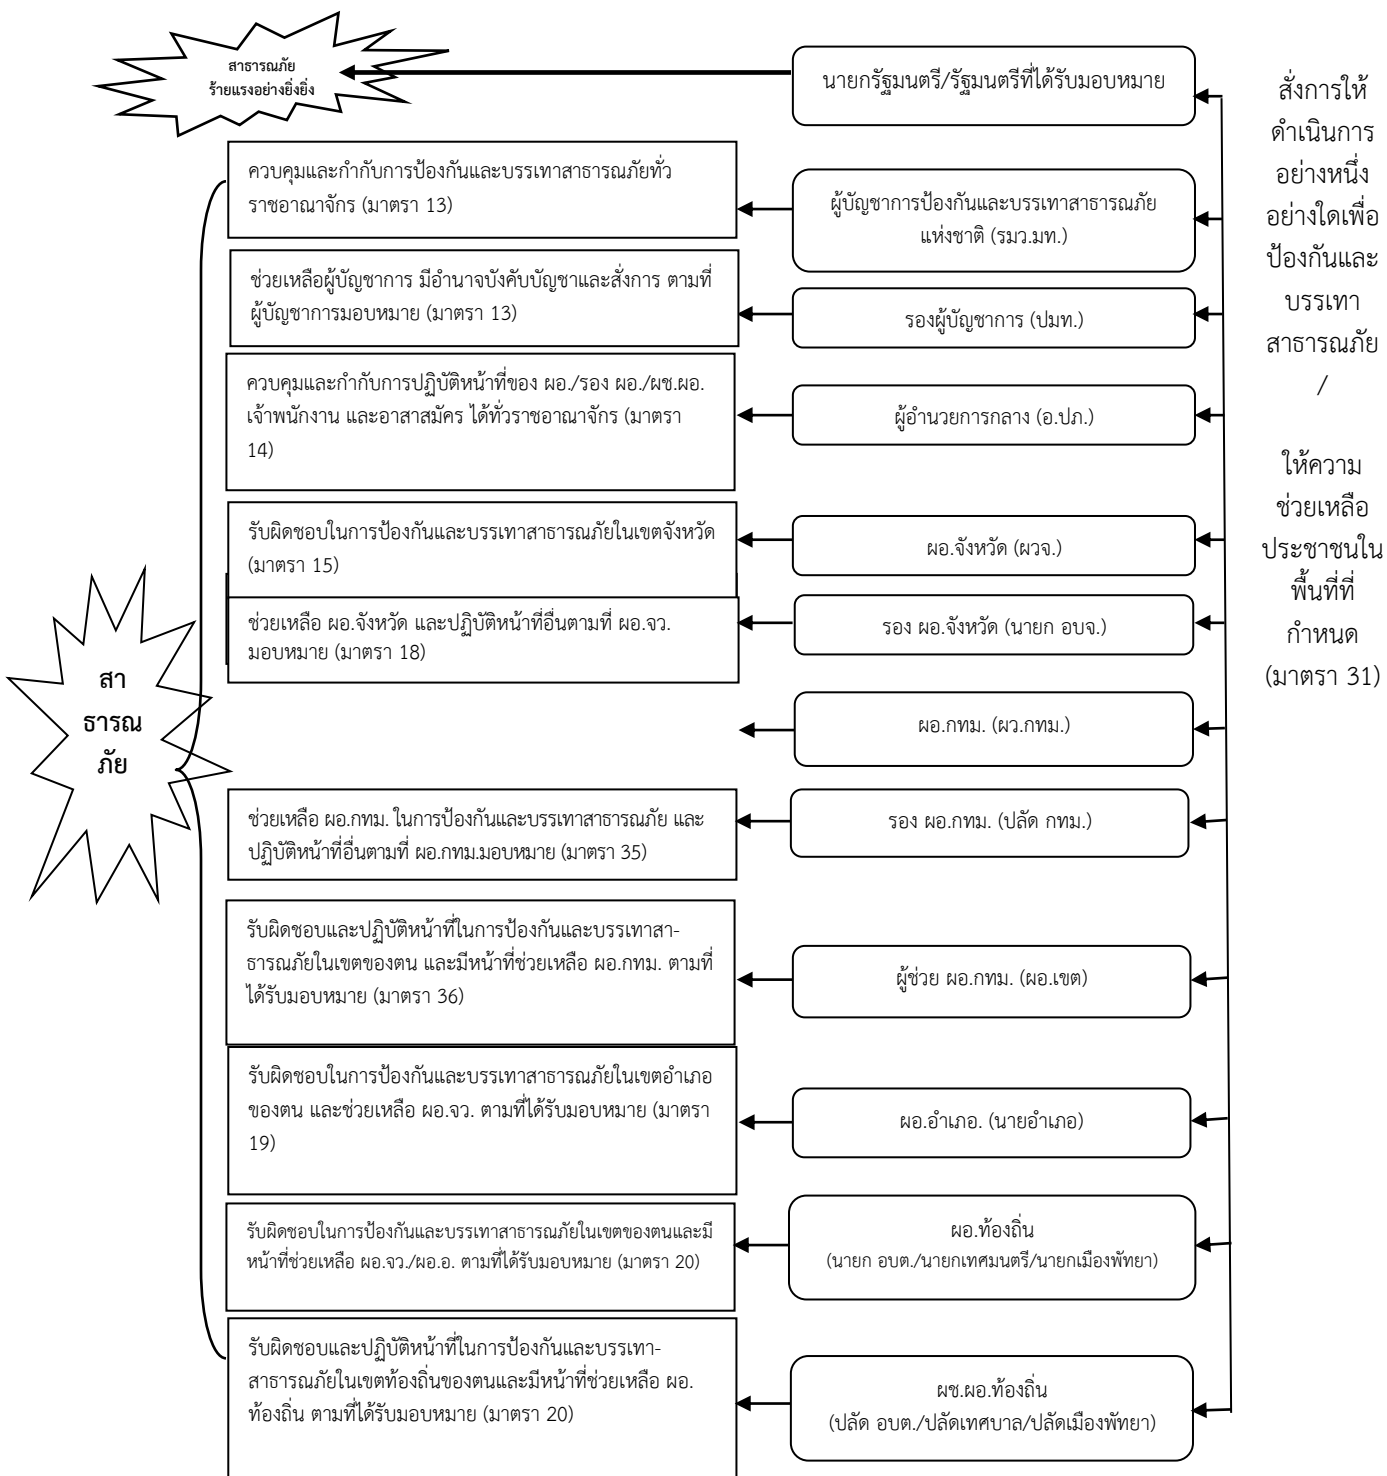 สาธารณภัย
ร้ายแรงอย่างยิ่งยิ่ง
นายกรัฐมนตรี/รัฐมนตรีที่ได้รับมอบหมาย
สั่งการให้
ดำเนินการ
อย่างหนึ่ง
อย่างใดเพื่อ
ป้องกันและ
บรรเทา
สาธารณภัย
/
ให้ความ
ช่วยเหลือ
ประชาชนใน
พื้นที่ที่
กำหนด
(มาตรา 31)
ควบคุมและกำกับการป้องกันและบรรเทาสาธารณภัยทั่ว
ราชอาณาจักร (มาตรา 13)
ผู้บัญชาการป้องกันและบรรเทาสาธารณภัย
แห่งชาติ (รมว.มท.)
ช่วยเหลือผู้บัญชาการ มีอำนาจบังคับบัญชาและสั่งการ ตามที่
ผู้บัญชาการมอบหมาย (มาตรา 13)
รองผู้บัญชาการ (ปมท.)
ควบคุมและกำกับการปฏิบัติหน้าที่ของ ผอ./รอง ผอ./ผช.ผอ.
เจ้าพนักงาน และอาสาสมัคร ได้ทั่วราชอาณาจักร (มาตรา
14)
ผู้อำนวยการกลาง (อ.ปภ.)
รับผิดชอบในการป้องกันและบรรเทาสาธารณภัยในเขตจังหวัด
(มาตรา 15)
ผอ.จังหวัด (ผวจ.)
ช่วยเหลือ ผอ.จังหวัด และปฏิบัติหน้าที่อื่นตามที่ ผอ.จว.
มอบหมาย (มาตรา 18)
รอง ผอ.จังหวัด (นายก อบจ.)
สา
ธารณ
ภัย
ผอ.กทม. (ผว.กทม.)
ช่วยเหลือ ผอ.กทม. ในการป้องกันและบรรเทาสาธารณภัย และ
ปฏิบัติหน้าที่อื่นตามที่ ผอ.กทม.มอบหมาย (มาตรา 35)
รอง ผอ.กทม. (ปลัด กทม.)
รับผิดชอบและปฏิบัติหน้าที่ในการป้องกันและบรรเทาสา-
ธารณภัยในเขตของตน และมีหน้าที่ช่วยเหลือ ผอ.กทม. ตามที่
ได้รับมอบหมาย (มาตรา 36)
ผู้ช่วย ผอ.กทม. (ผอ.เขต)
รับผิดชอบในการป้องกันและบรรเทาสาธารณภัยในเขตอำเภอ
ของตน และช่วยเหลือ ผอ.จว. ตามที่ได้รับมอบหมาย (มาตรา
19)
ผอ.อำเภอ. (นายอำเภอ)
รับผิดชอบในการป้องกันและบรรเทาสาธารณภัยในเขตของตนและมี
หน้าที่ช่วยเหลือ ผอ.จว./ผอ.อ. ตามที่ได้รับมอบหมาย (มาตรา 20)
ผอ.ท้องถิ่น
(นายก อบต./นายกเทศมนตรี/นายกเมืองพัทยา)
รับผิดชอบและปฏิบัติหน้าที่ในการป้องกันและบรรเทา-
สาธารณภัยในเขตท้องถิ่นของตนและมีหน้าที่ช่วยเหลือ ผอ.
ท้องถิ่น ตามที่ได้รับมอบหมาย (มาตรา 20)
ผช.ผอ.ท้องถิ่น
(ปลัด อบต./ปลัดเทศบาล/ปลัดเมืองพัทยา)